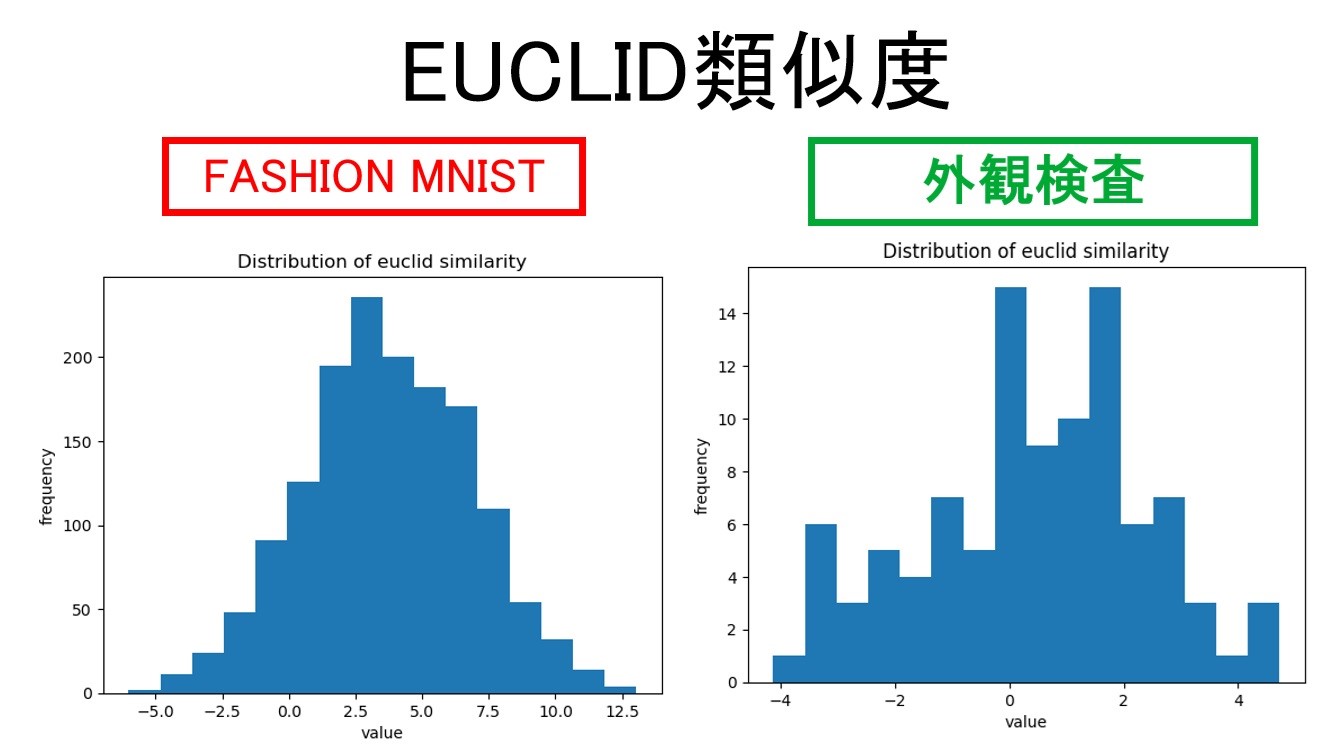 EUCLID類似度
FASHION MNIST
外観検査
Distribution of euclid similarity
frequency
200
150
100
50
0
−5.0 −2.5 0.0 2.5 5.0 7.5 10.0 12.5
value
Distribution of euclid similarity
frequency
14
12
10
8
6
4
2
0
−4 −2 0 2 4
value